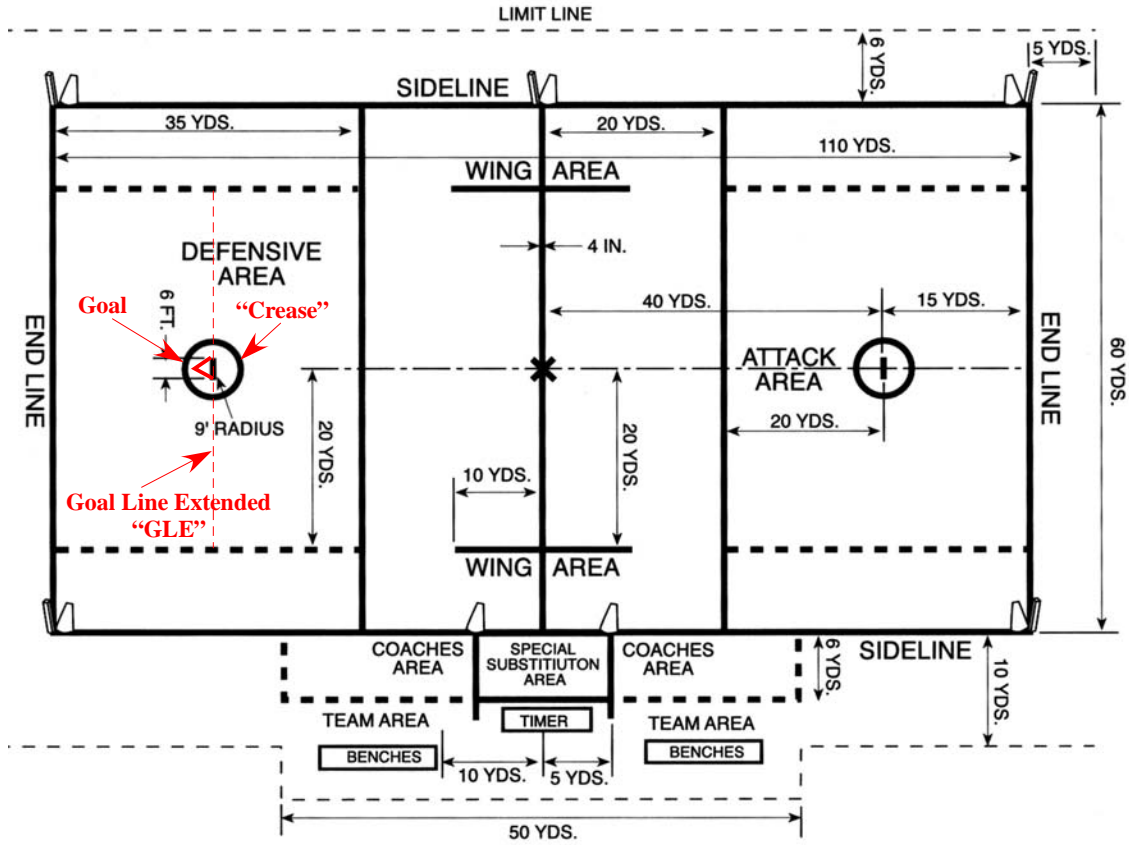 LIMIT LINE
6 YDS.
5 YDS.
SIDELINE
35 YDS.
20 YDS.
110 YDS.
WING AREA
4 IN.
DEFENSIVE
AREA
Goal
“Crease”
6 FT.
40 YDS.
15 YDS.
END LINE
END LINE
60 YDS.
ATTACK
AREA
9' RADIUS
20 YDS.
20 YDS.
20 YDS.
10 YDS.
Goal Line Extended
“GLE”
WING AREA
COACHES
AREA
SPECIAL
SUBSTITIUTON
AREA
COACHES
AREA
6 YDS.
SIDELINE
10 YDS.
TEAM AREA
TIMER
TEAM AREA
BENCHES
BENCHES
10 YDS.
5 YDS.
50 YDS.